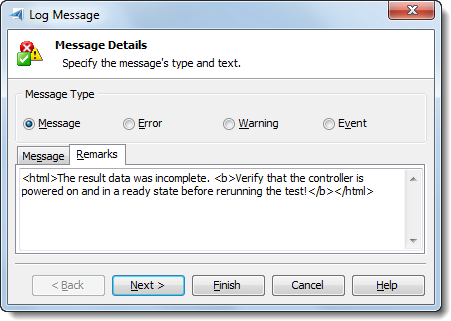 Log Message
Message Details
Specify the message's type and text.
Message Type
Message
Error
Warning
Event
Message
Remarks
<html>The result data was incomplete. <b>Verify that the controller is
powered on and in a ready state before rerunning the test!</b></html>
< Back
Next >
Finish
Cancel
Help